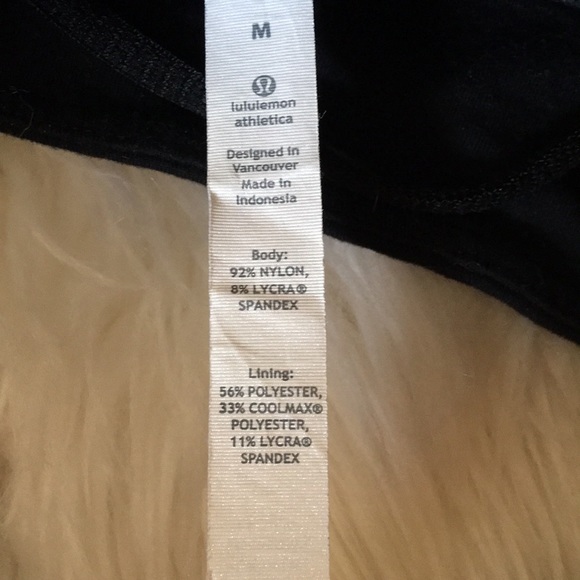 M
lululemon
athletica
Designed in
Vancouver
Made in
Indonesia
Body:
92% NYLON,
8% LYCRA®
SPANDEX
Lining:
56% POLYESTER,
33% COOLMAX®
POLYESTER,
11% LYCRA®
SPANDEX